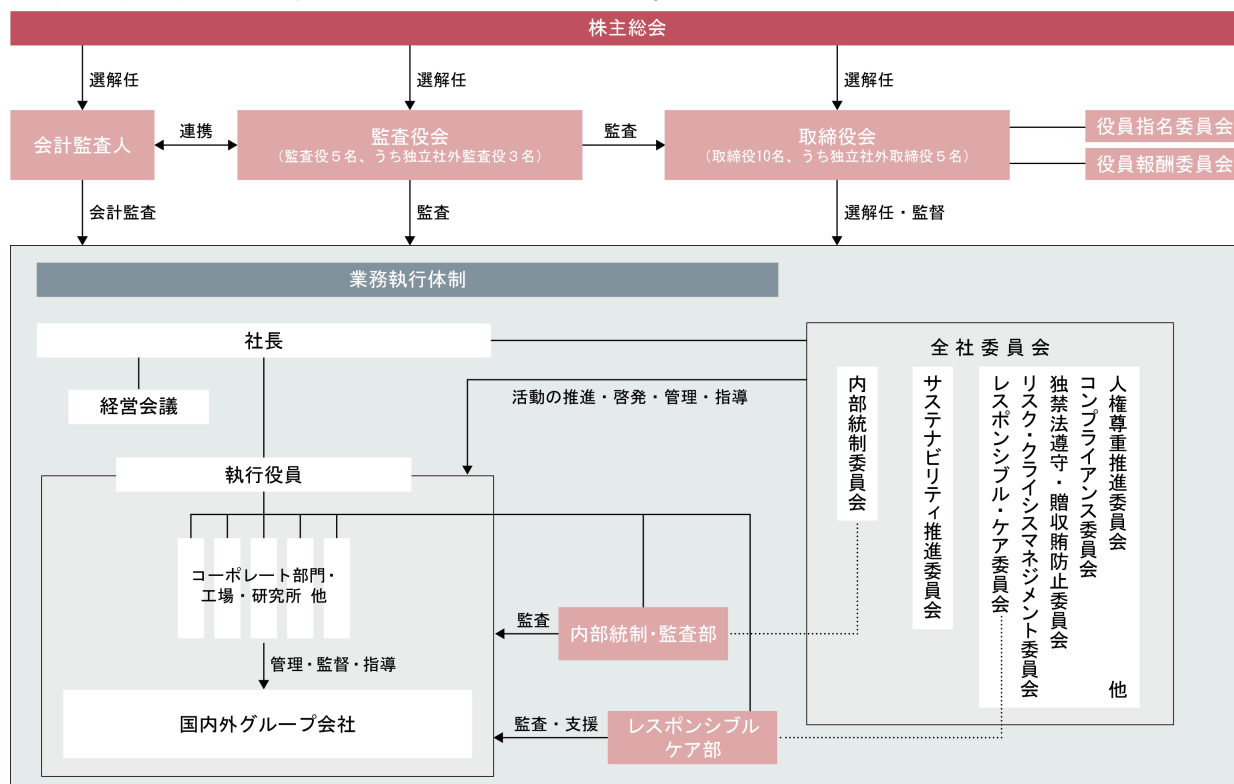 株主総会
選解任
選解任
選解任
会計監査人
連携
監査役会
(監査役5名、うち独立社外監査役3名)
監査
取締役会
(取締役10名、うち独立社外取締役5名)
役員指名委員会
役員報酬委員会
会計監査
監査
選解任・監督
業務執行体制
社長
経営会議
全社委員会
活動の推進・啓発・管理・指導
内部統制委員会
サステナビリティ推進委員会
人権尊重推進委員会
コンプライアンス委員会
独禁法遵守・贈収賄防止委員会
リスク・クライシスマネジメント委員会
レスポンシブル・ケア委員会
他
執行役員
コーポレート部門・
工場・研究所 他
監査
内部統制・監査部
管理・監督・指導
国内外グループ会社
監査・支援
レスポンシブル
ケア部